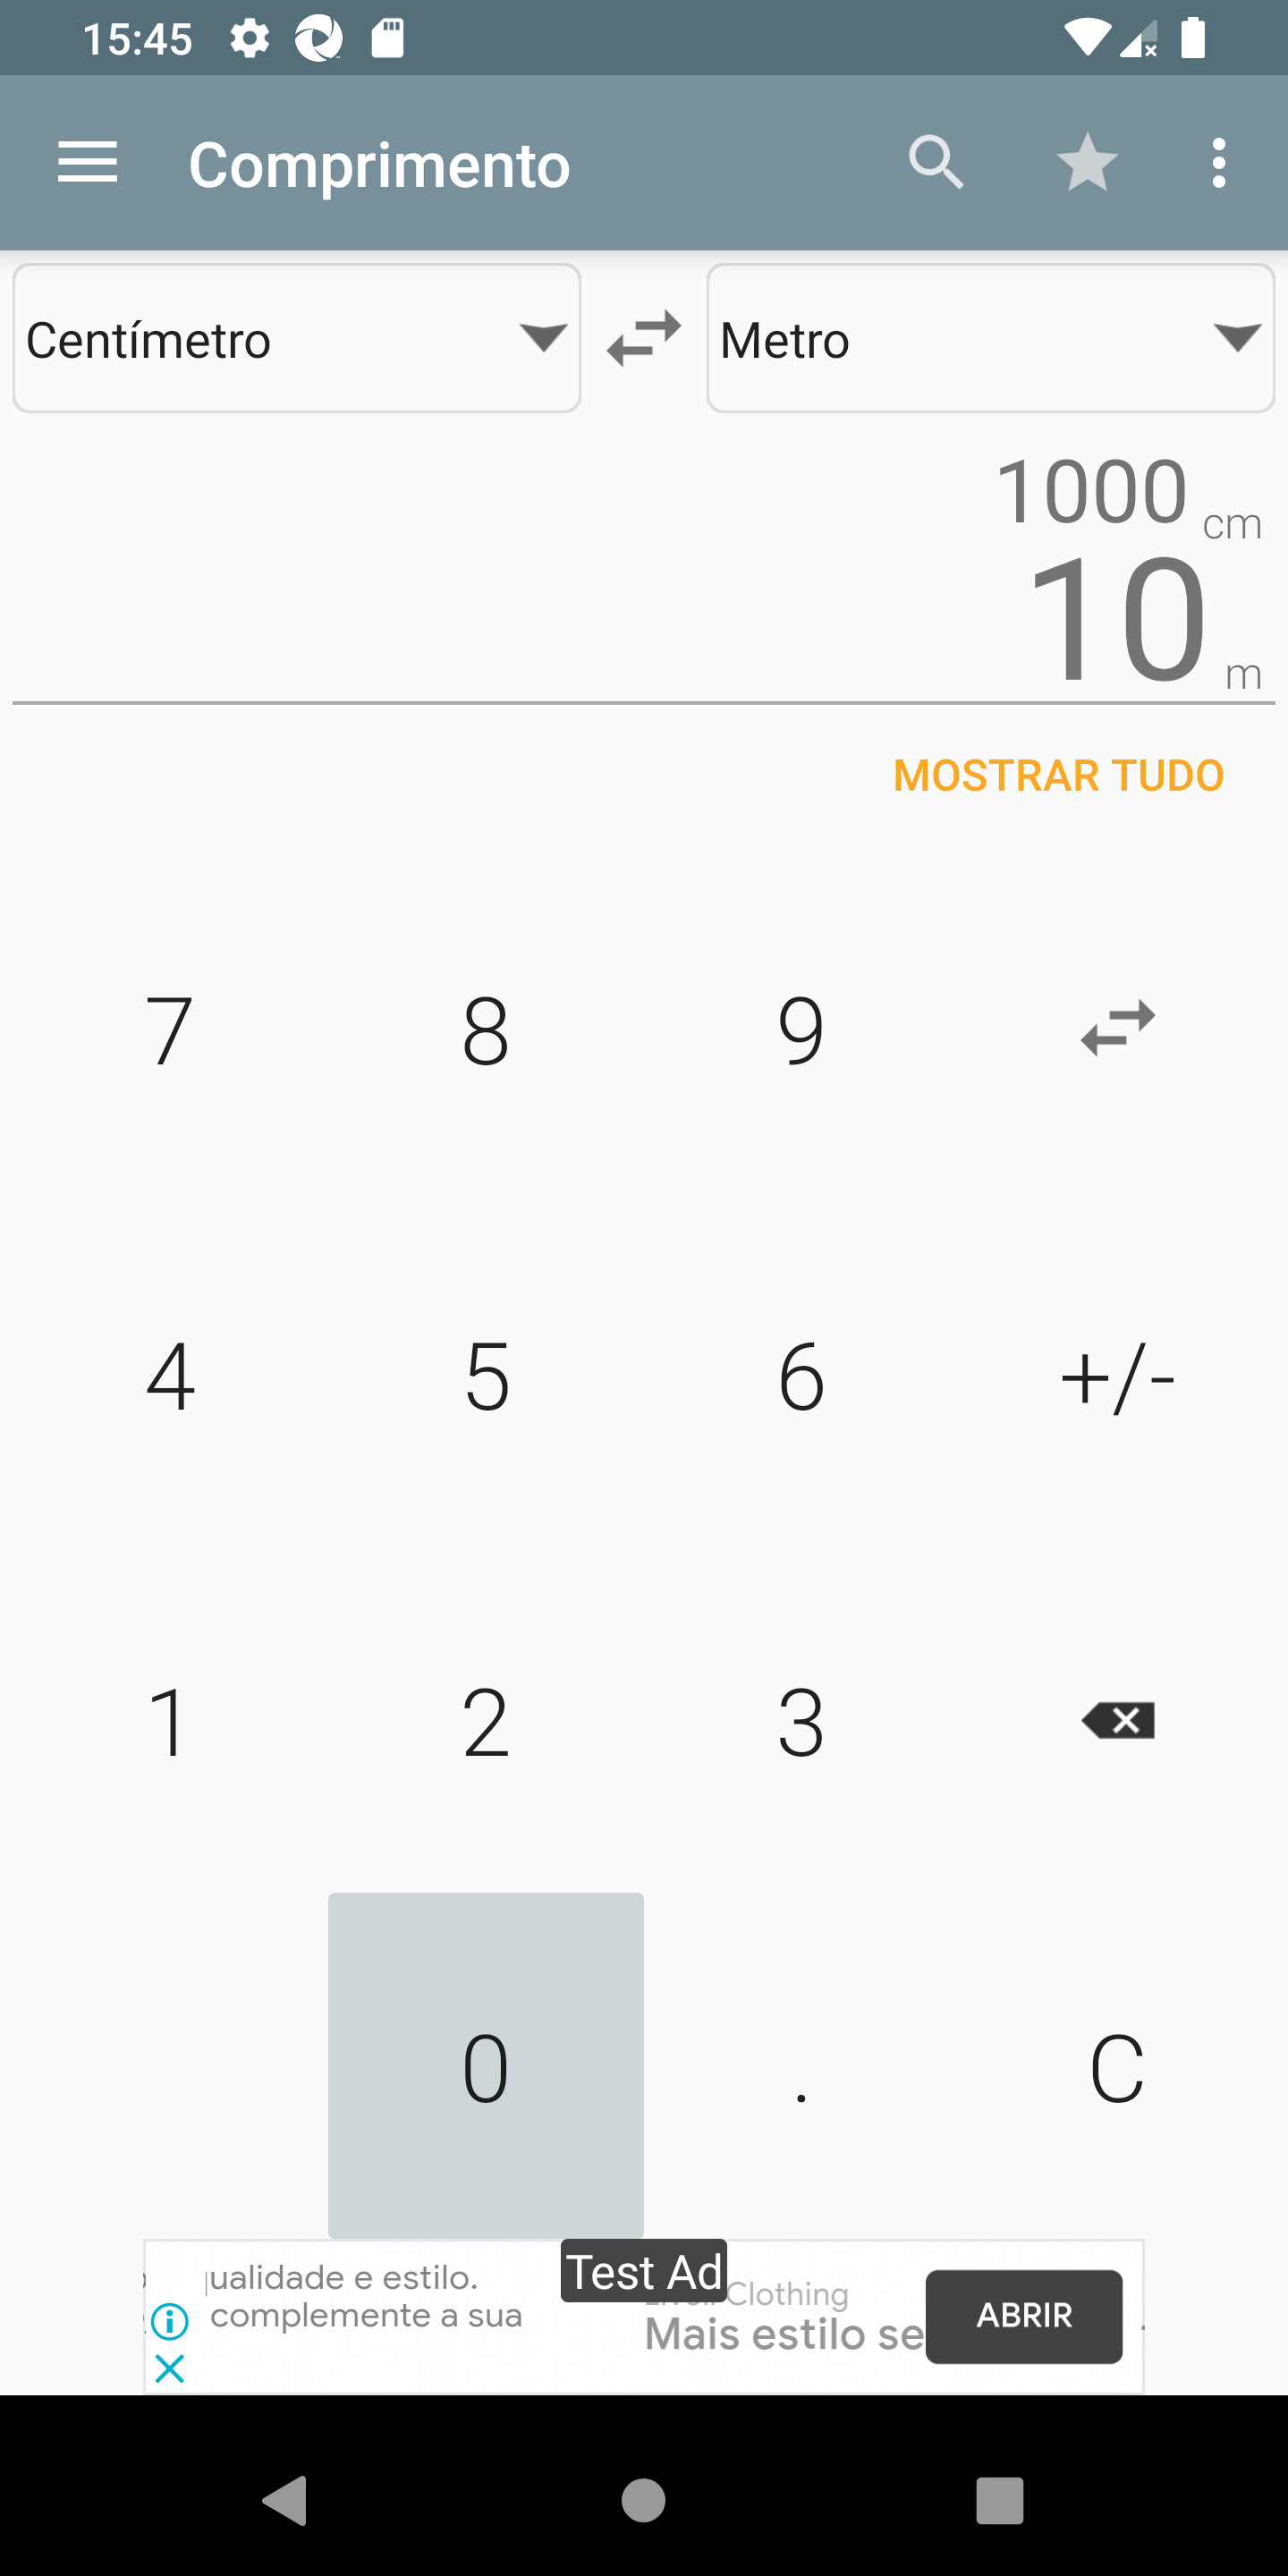 15:45
Comprimento
Centímetro
Metro
1000 cm
10 m
MOSTRAR TUDO
7 8 9
4 5 6 +/-
1 2 3
0 . C
Test Ad
ualidade e estilo.
complemente a sua
Clothing
Mais estilo se
ABRIR